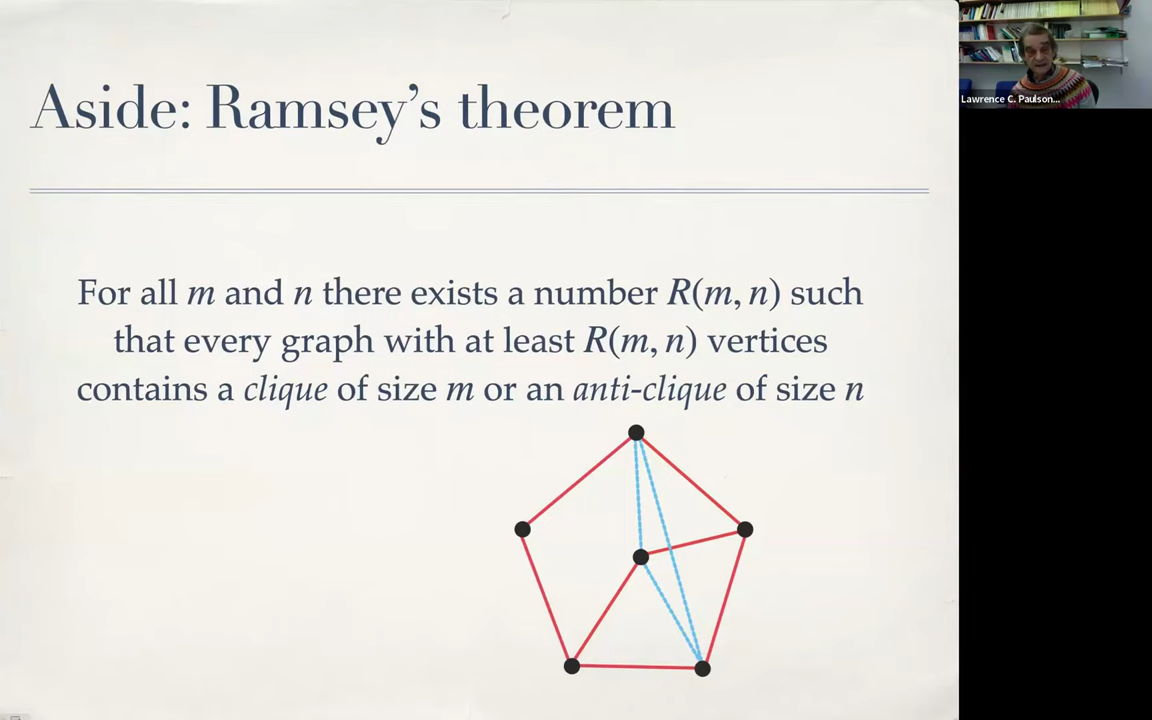 Aside: Ramsey’s theorem
For all m and n there exists a number R(m, n) such
that every graph with at least R(m, n) vertices
contains a clique of size m or an anti-clique of size n
Lawrence C. Paulson...